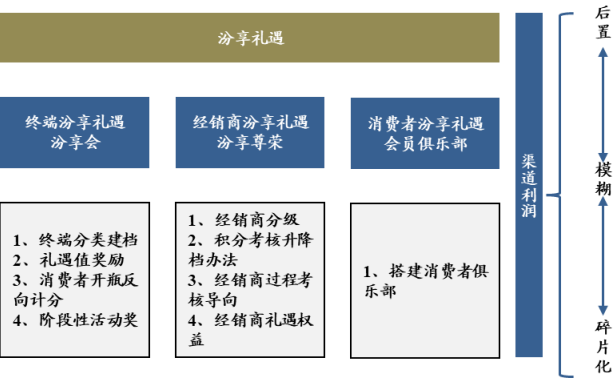 汾享礼遇
终端汾享礼遇
汾享会
经销商汾享礼遇
汾享尊荣
消费者汾享礼遇
会员俱乐部
1、终端分类建档
2、礼遇值奖励
3、消费者开瓶反
向计分
4、阶段性活动奖
1、经销商分级
2、积分考核升降
档办法
3、经销商过程考
核导向
4、经销商礼遇权
益
1、搭建消费者俱
乐部
渠道利润
后置
模糊
碎片化